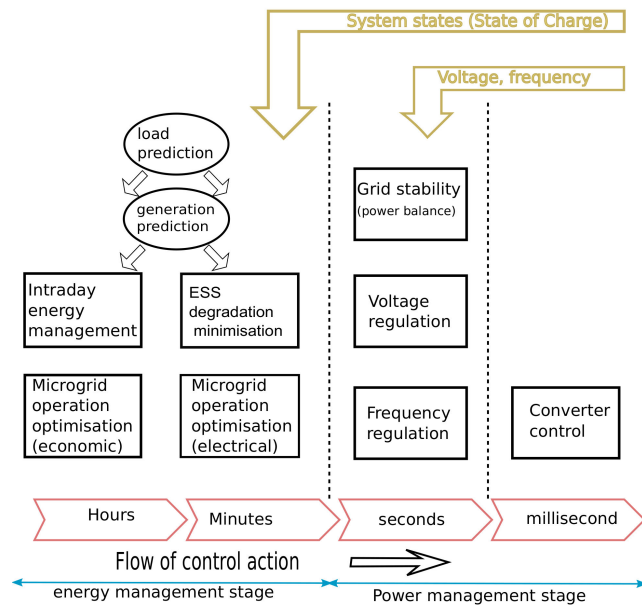 System states (State of Charge)
Voltage, frequency
load
prediction
generation
prediction
Grid stability
(power balance)
Intraday
energy
management
ESS
degradation
minimisation
Voltage
regulation
Microgrid
operation
optimisation
(economic)
Microgrid
operation
optimisation
(electrical)
Frequency
regulation
Converter
control
Hours
Minutes
seconds
millisecond
Flow of control action
energy management stage
Power management stage